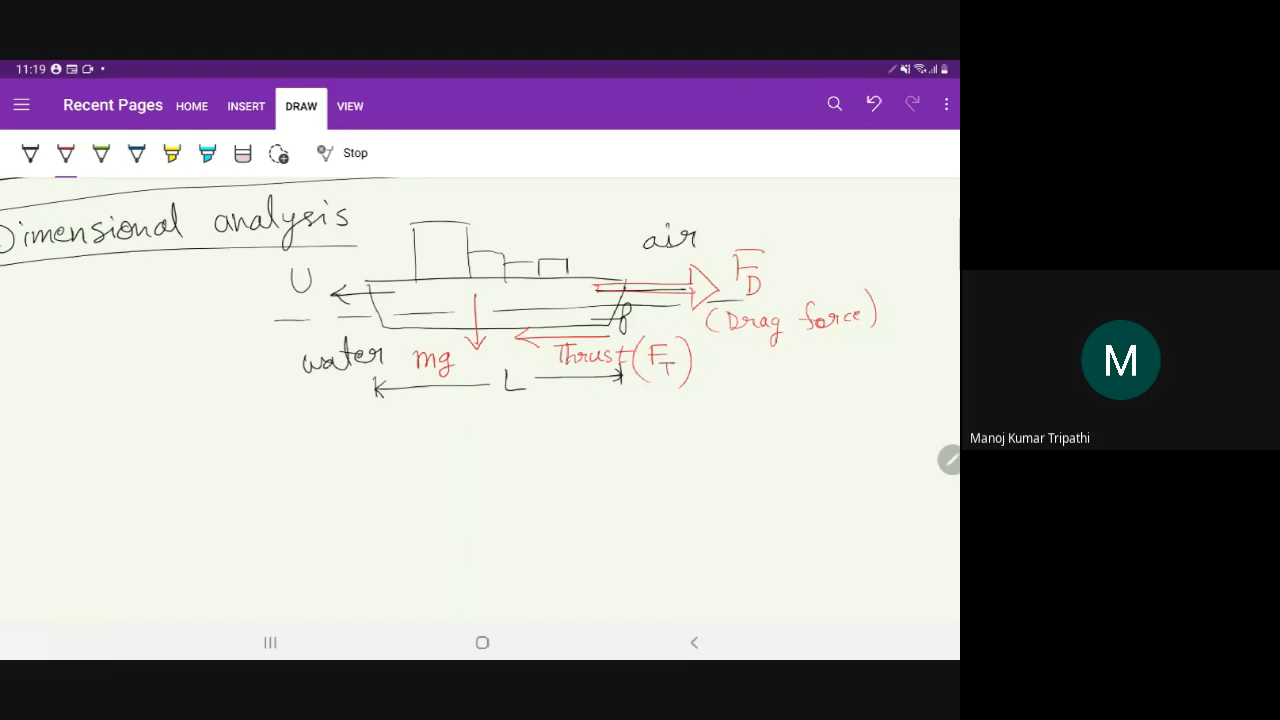 11:19
Recent Pages HOME INSERT DRAW VIEW
Stop
Dimensional analysis
air
U
F_D
(Drag force)
water
mg
Thrust (F_T)
L
M
Manoj Kumar Tripathi